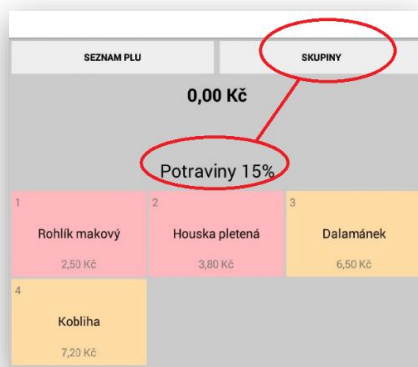 SEZNAM PLU SKUPINY
0,00 Kč
Potraviny 15%
1 2 3
Rohlík makový Houska pletená Dalamánek
2,50 Kč 3,80 Kč 6,50 Kč
4
Kobliha
7,20 Kč